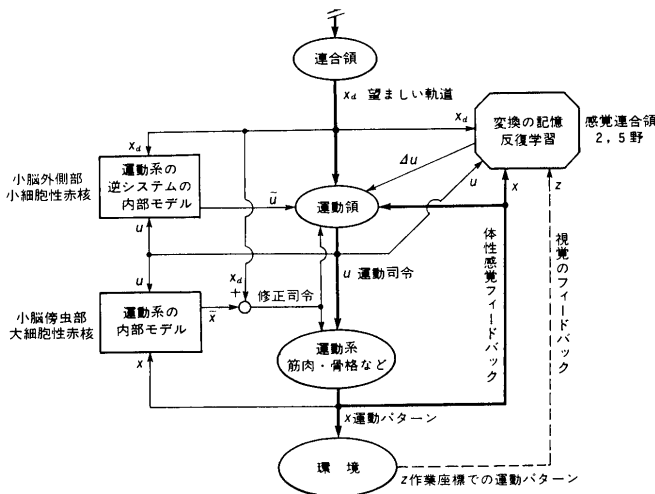 連合領
x_d 望ましい軌道
x_d
変換の記憶
反復学習
感覚連合領
2,5野
x_d
小脳外側部
小細胞性赤核
運動系の
逆システムの
内部モデル
ũ
Δu
u
x
z
運動領
u
u
x_d
+
修正司令
u 運動司令
体性感覚フィードバック
視覚のフィードバック
小脳傍虫部
大細胞性赤核
運動系の
内部モデル
x̃
x
運動系
筋肉・骨格など
x運動パターン
環 境
z作業座標での運動パターン